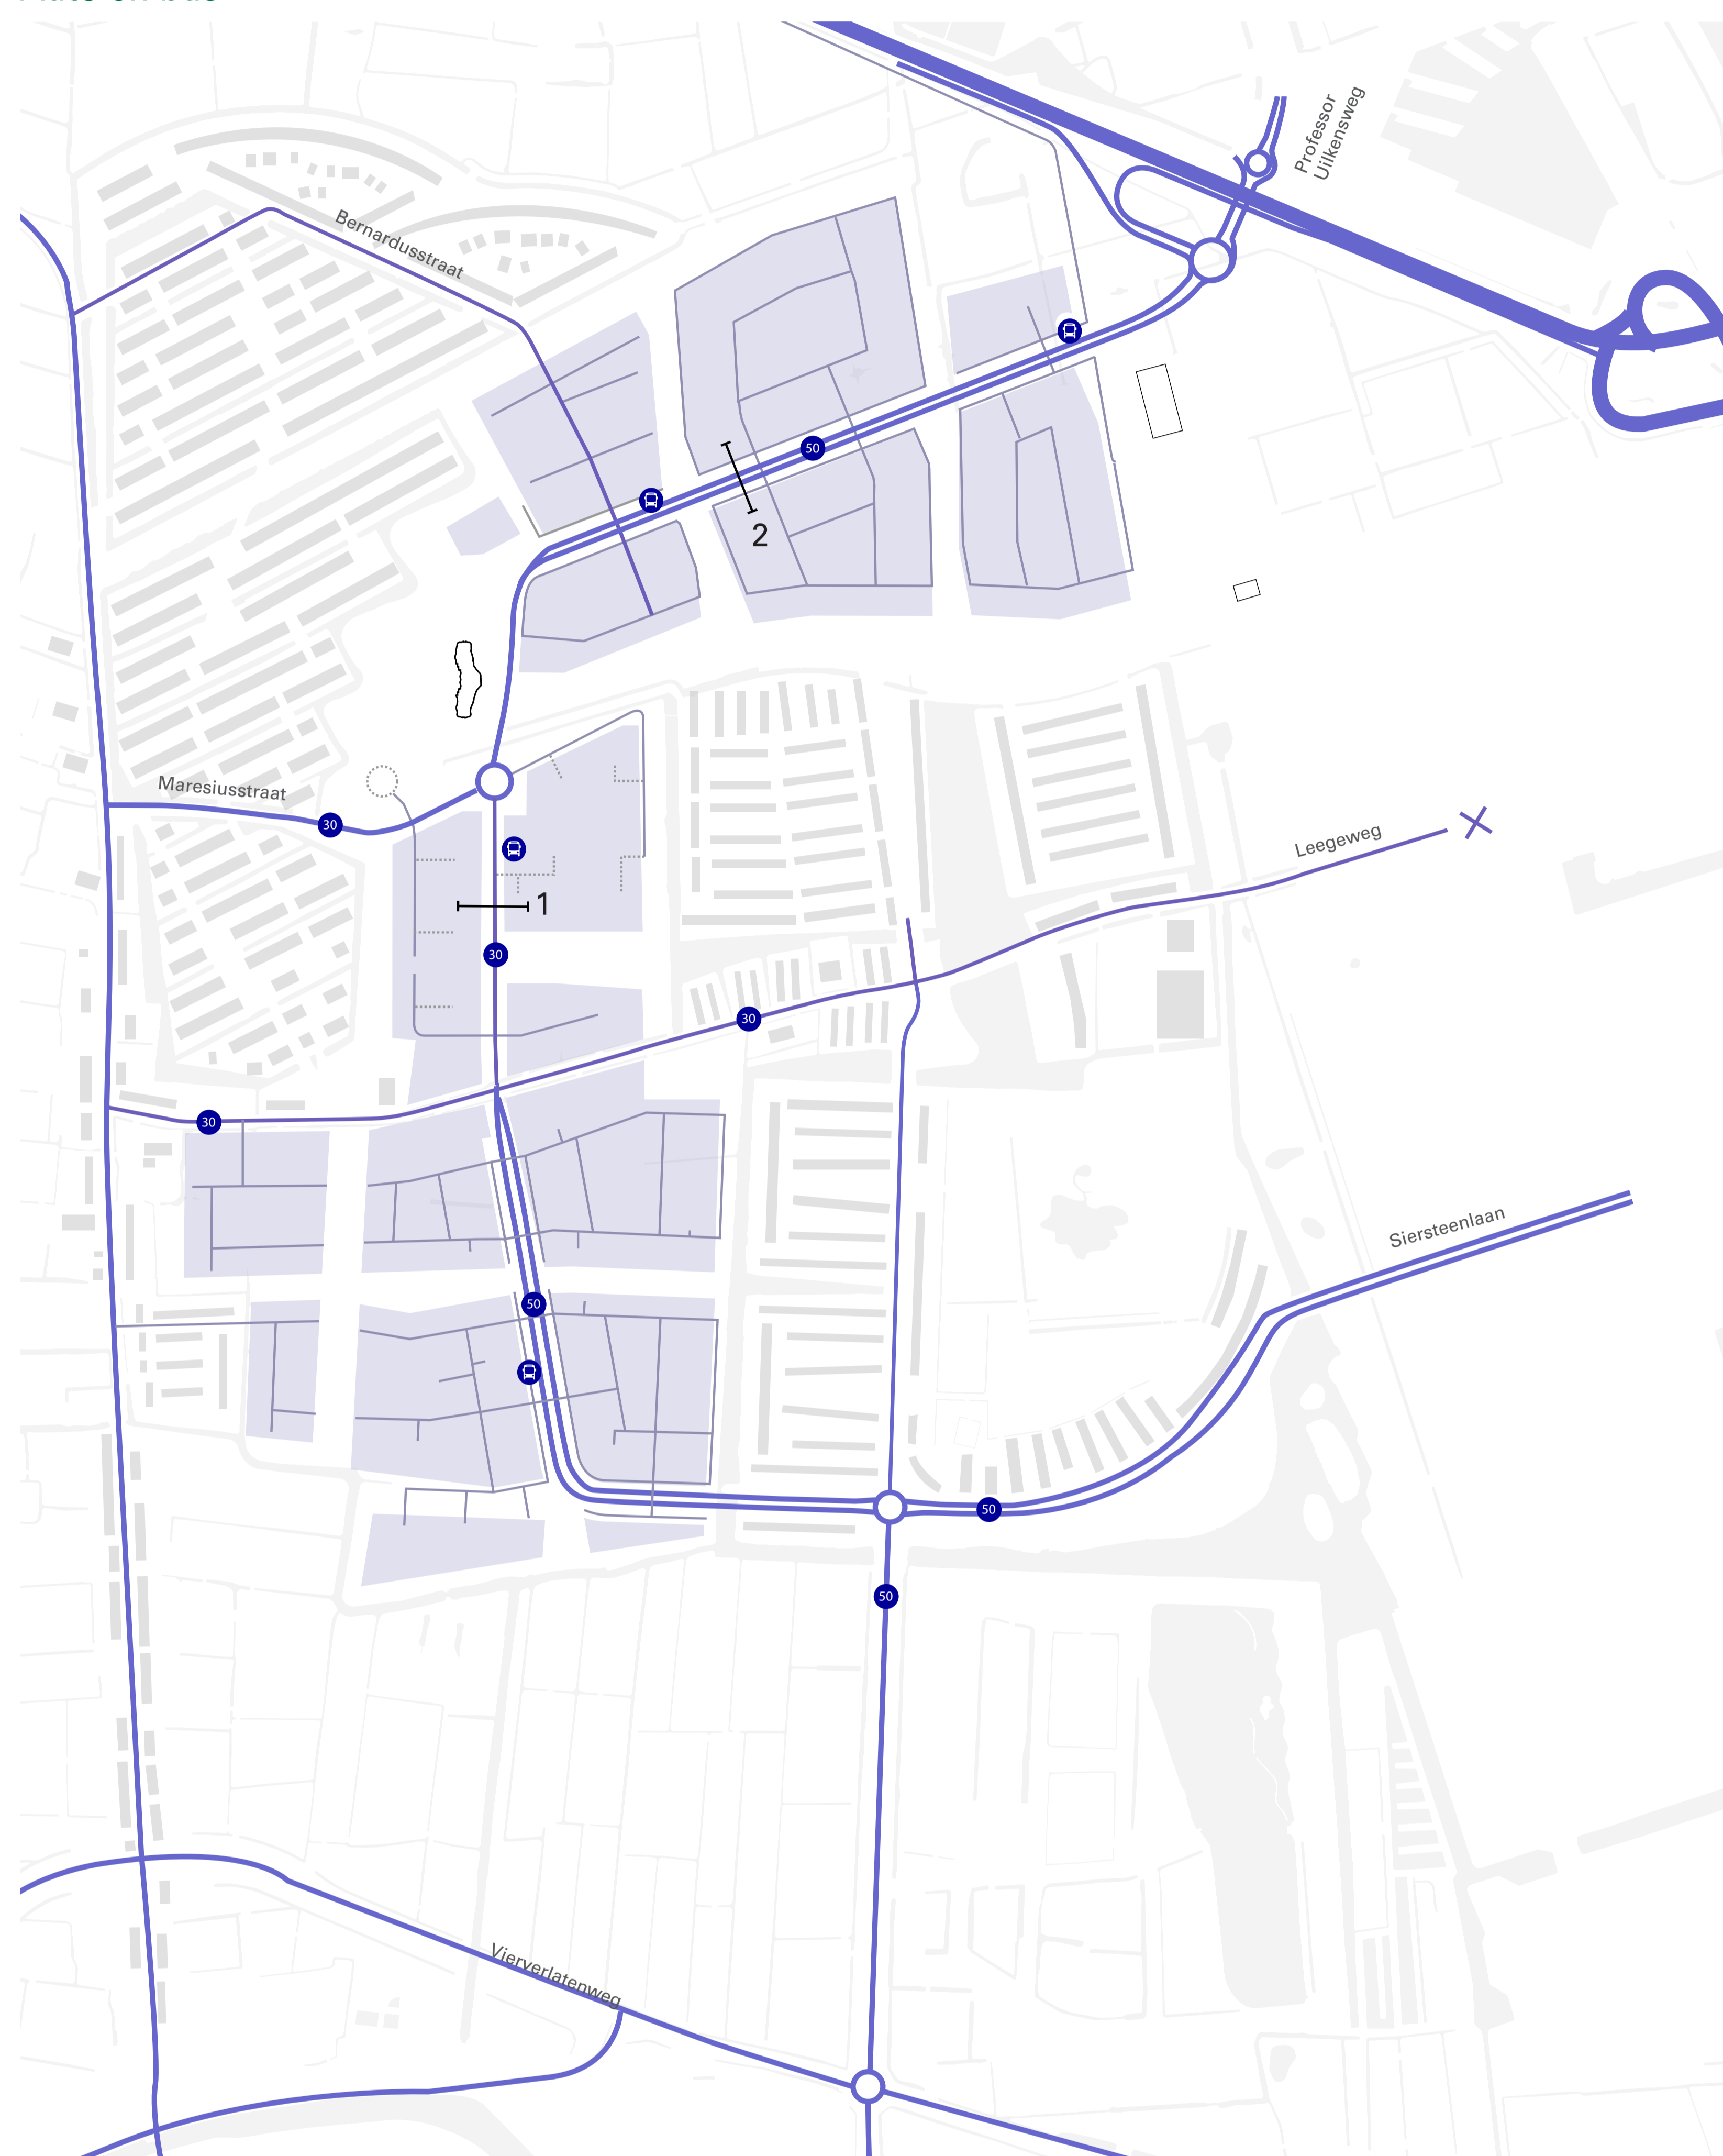 Professor
Uilkensweg
Bernardusstraat
50
2
Maresiusstraat
30
Leegeweg
1
30
30
30
Siersteenlaan
50
50
50
Vierverlatenweg